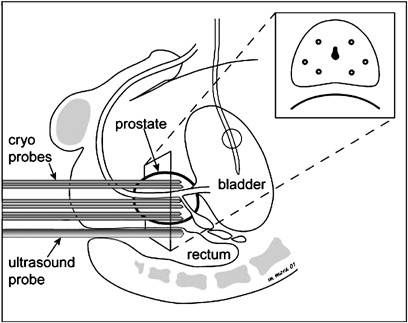 prostate
cryo
probes
bladder
rectum
ultrasound
probe